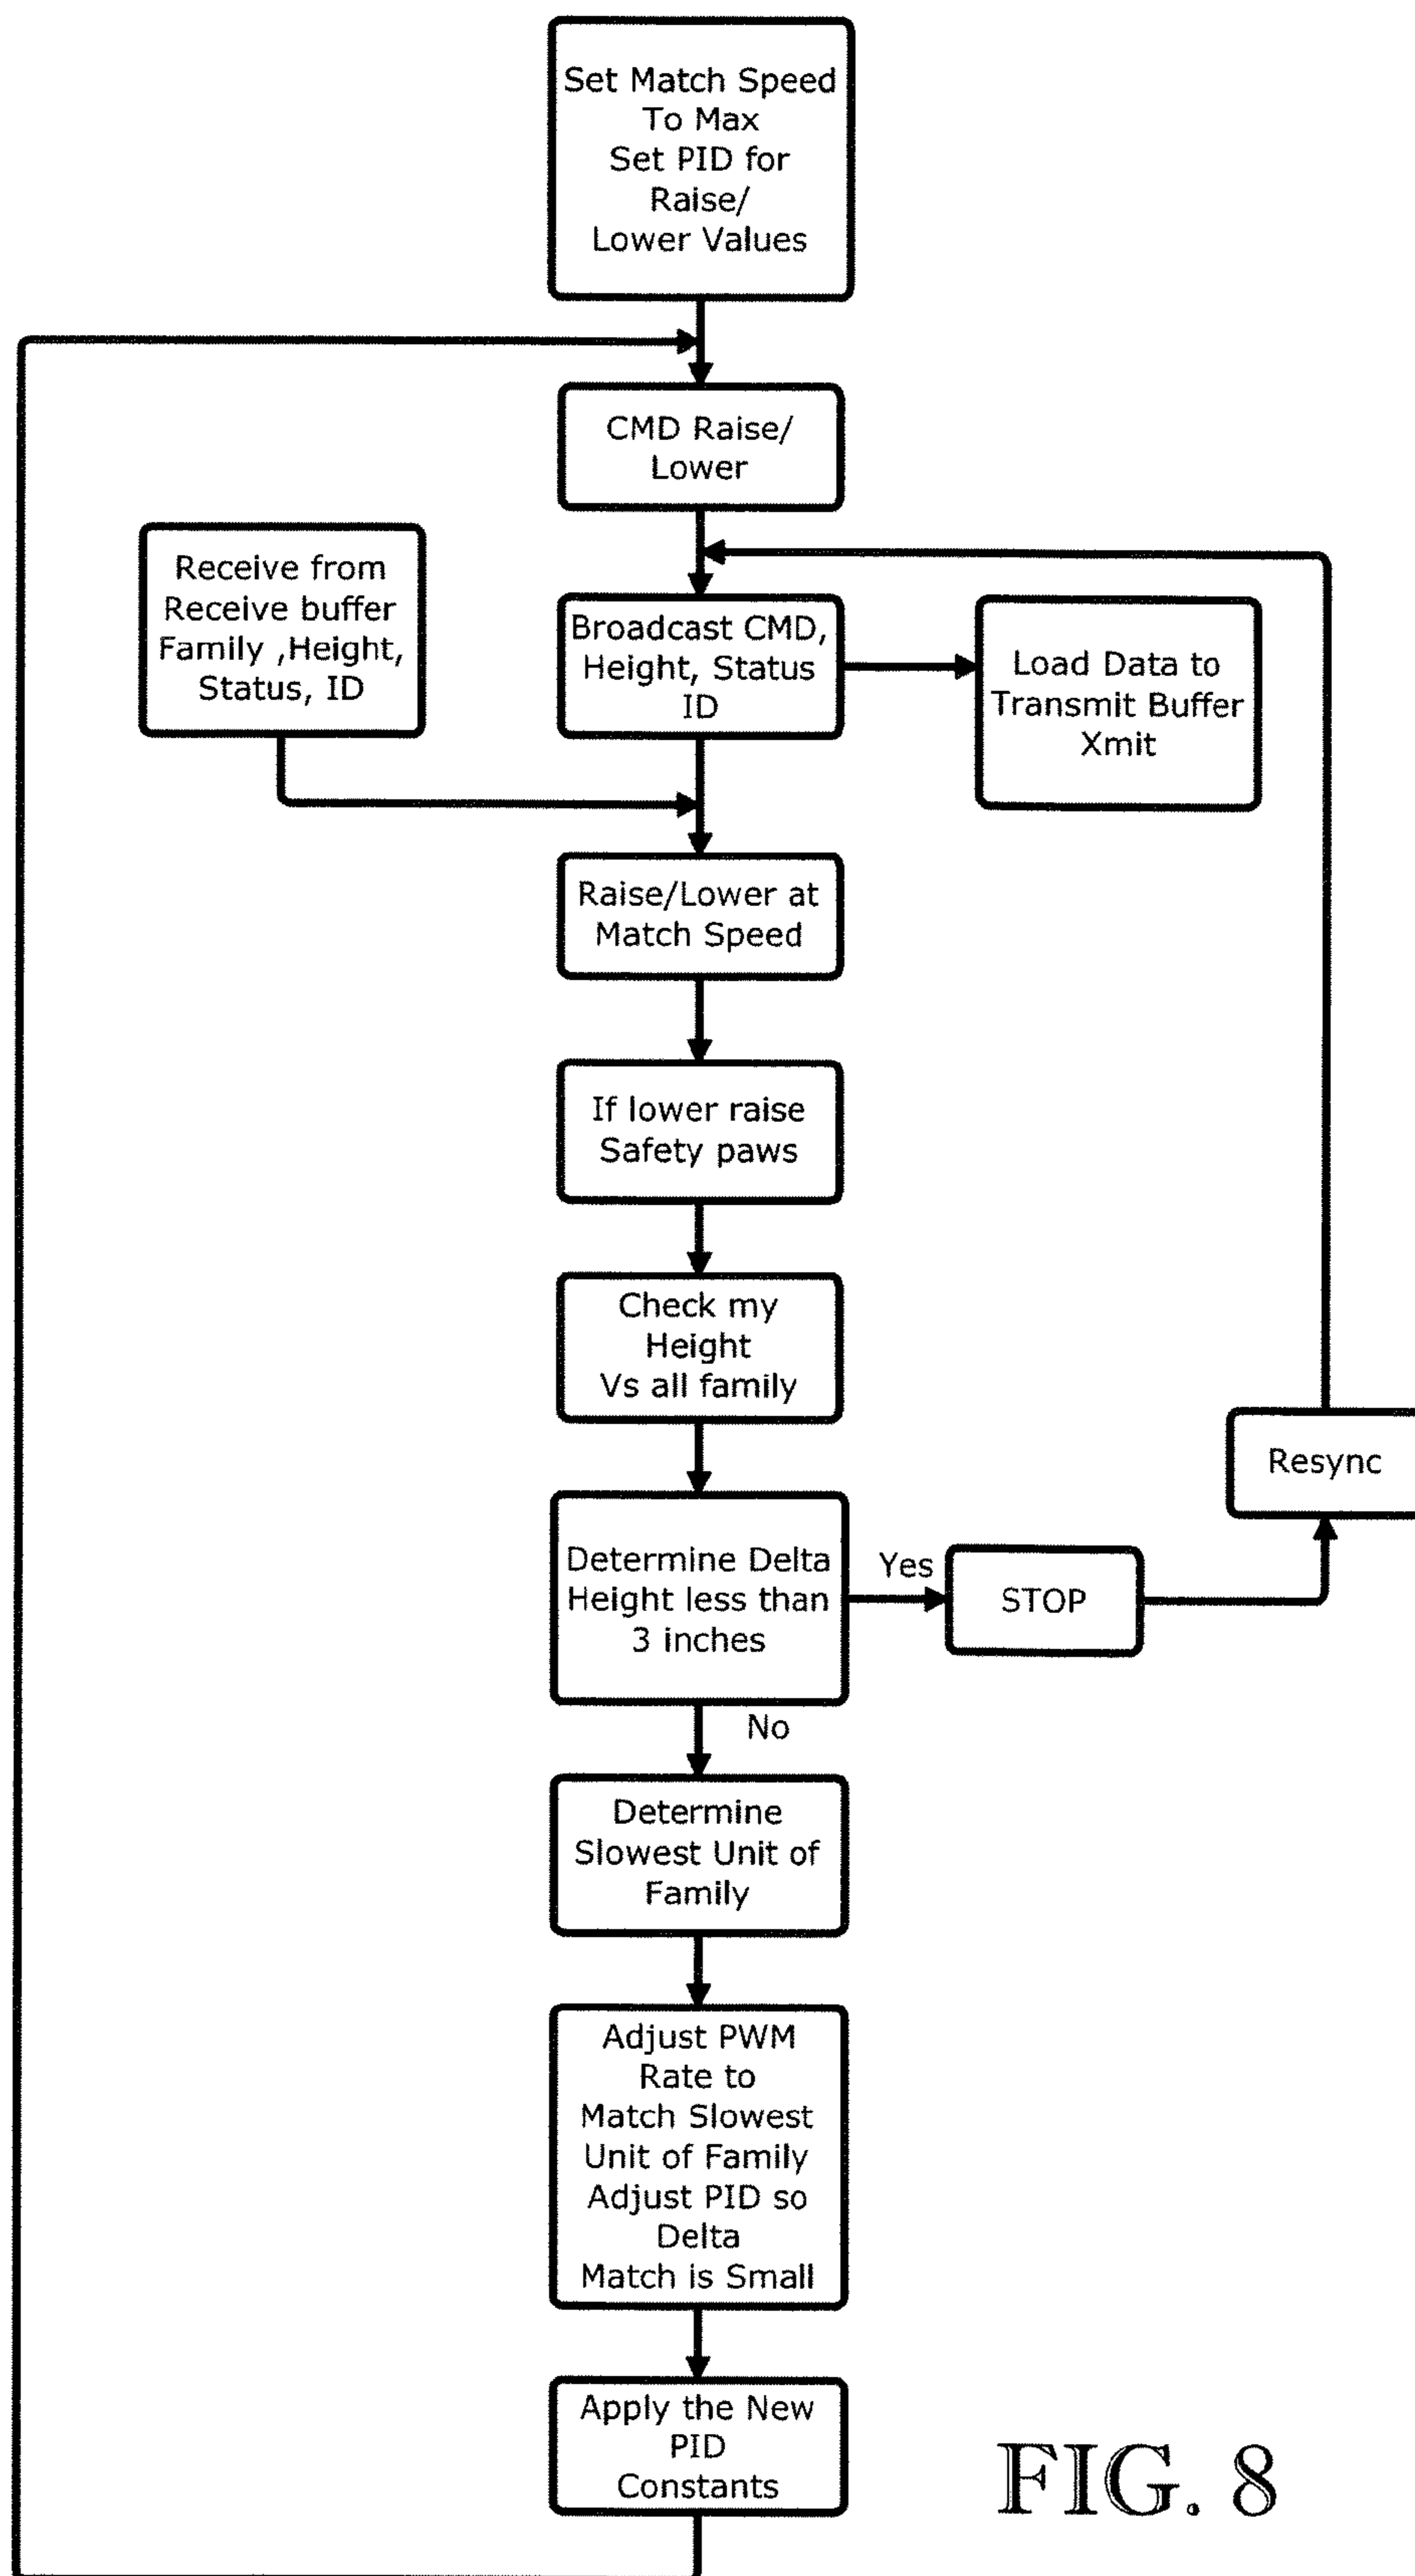 Set Match Speed
To Max
Set PID for
Raise/
Lower Values
CMD Raise/
Lower
Receive from
Receive buffer
Family ,Height,
Status, ID
Broadcast CMD,
Height, Status
ID
Load Data to
Transmit Buffer
Xmit
Raise/Lower at
Match Speed
If lower raise
Safety paws
Check my
Height
Vs all family
Resync
Determine Delta
Height less than
3 inches
Yes
STOP
No
Determine
Slowest Unit of
Family
Adjust PWM
Rate to
Match Slowest
Unit of Family
Adjust PID so
Delta
Match is Small
Apply the New
PID
Constants
FIG. 8